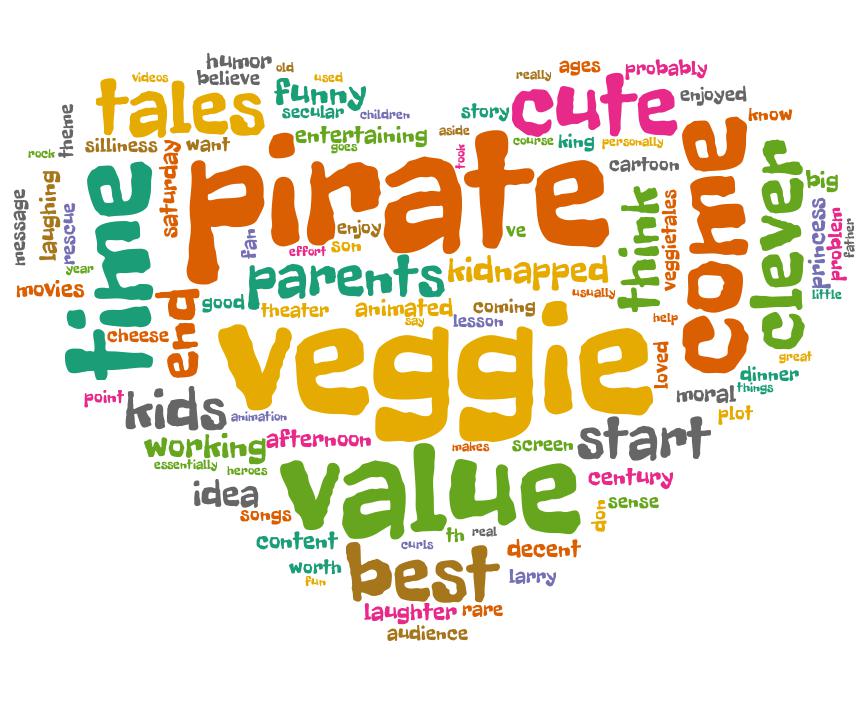 humor
old
videos
believe
used
tales
funny
secular
children
really
ages
probably
story
cute
enjoyed
know
theme
silliness
want
entertaining
goes
aside
course
king
personally
rock
saturday
pirate
took
cartoon
come
clever
big
message
laughing
rescue
time
fan
enjoy
son
effort
ve
think
veggietales
princess
problem
father
year
movies
parents
kidnapped
usually
little
end
good
theater
animated
say
coming
lesson
help
cheese
veggie
loved
great
dinner
things
moral
plot
point
kids
animation
working
afternoon
makes
screen
start
essentially
heroes
value
century
idea
songs
don
sense
content
curls
th
real
decent
worth
fun
best
larry
laughter
rare
audience